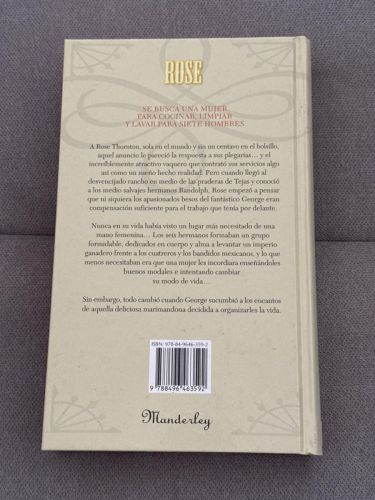 ROSE
SE BUSCA UNA MUJER
PARA COCINAR, LIMPIAR
Y LAVAR PARA SIETE HOMBRES
A Rose Thornton, sola en el mundo y sin un centavo en el bolsillo,
aquel anuncio le pareció la respuesta a sus plegarias… y el
increíblemente atractivo vaquero que contrató sus servicios algo
así como un sueño hecho realidad. Pero cuando llegó al
desvencijado rancho en medio de las praderas de Tejas y conoció
a los medio salvajes hermanos Randolph, Rose empezó a pensar
que ni siquiera los apasionados besos del fantástico George eran
compensación suficiente para el trabajo que tenía por delante.
Nunca en su vida había visto un lugar más necesitado de una
mano femenina… Los seis hermanos formaban un grupo
formidable, dedicados en cuerpo y alma a levantar un imperio
ganadero frente a los cuatreros y los bandidos mexicanos, y lo que
menos necesitaban era que una mujer les incordiara enseñándoles
buenos modales e intentando cambiar
su modo de vida…
Sin embargo, todo cambió cuando George sucumbió a los encantos
de aquella deliciosa marimandona decidida a organizarles la vida.
ISBN: 978-84-9646-359-2
9 788496 463592
Manderley